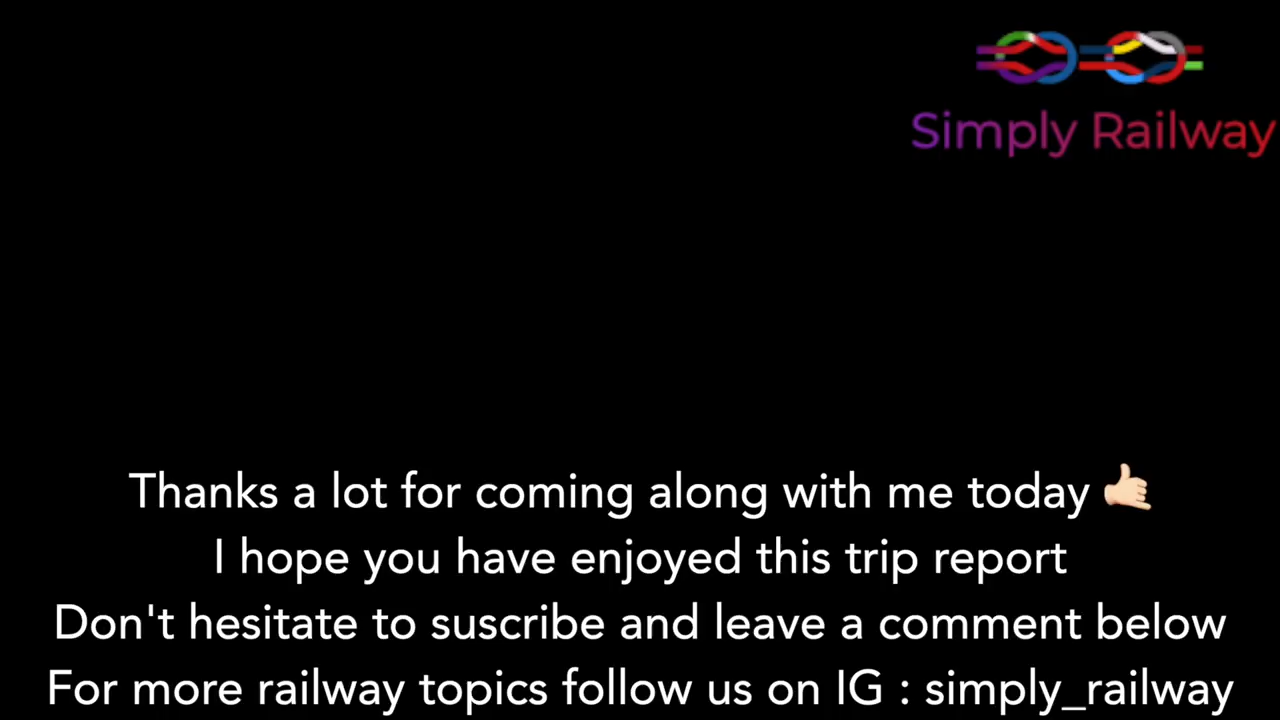 Simply Railway
Thanks a lot for coming along with me today 🤙🏻
I hope you have enjoyed this trip report
Don't hesitate to suscribe and leave a comment below
For more railway topics follow us on IG : simply_railway